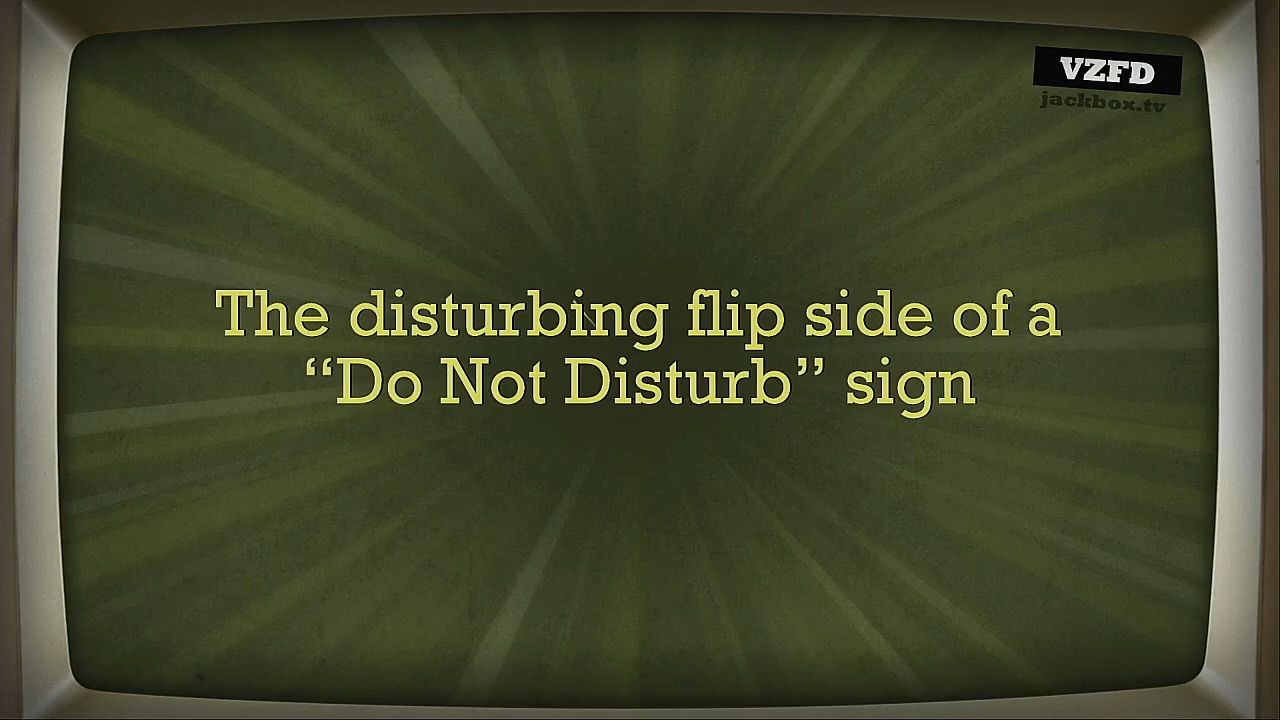 VZFD
jackbox.tv
The disturbing flip side of a
“Do Not Disturb” sign